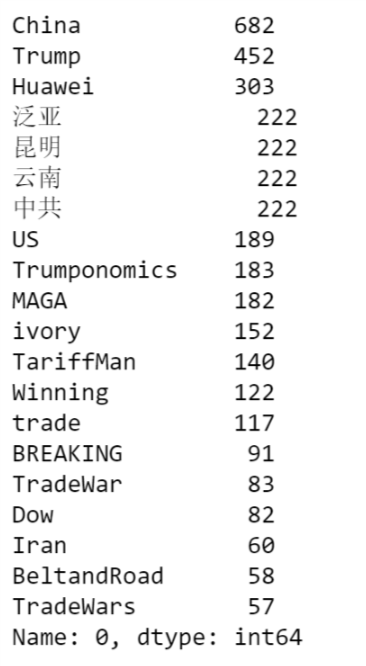 China 682
Trump 452
Huawei 303
泛亚 222
昆明 222
云南 222
中共 222
US 189
Trumponomics 183
MAGA 182
ivory 152
TariffMan 140
Winning 122
trade 117
BREAKING 91
TradeWar 83
Dow 82
Iran 60
BeltandRoad 58
TradeWars 57
Name: 0, dtype: int64